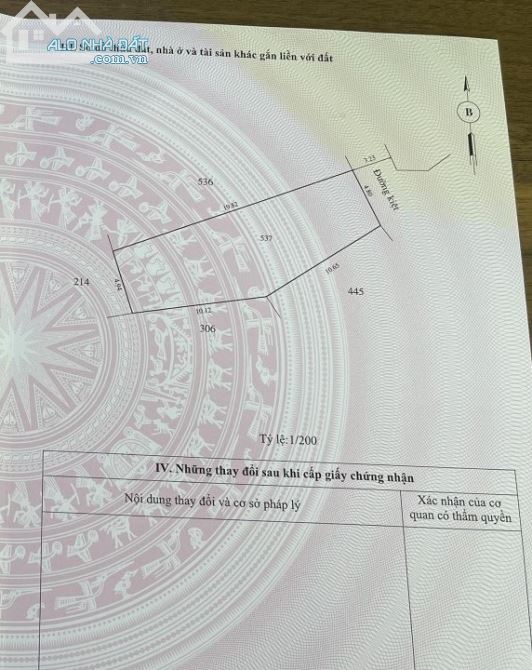 ALO NHÀ ĐẤT
.com.vn
đất, nhà ở và tài sản khác gắn liền với đất
B
536
3.25
Đường kiệt
4.80
19.82
537
10.65
214
4.94
445
10.12
306
Tỷ lệ:1/200
IV. Những thay đổi sau khi cấp giấy chứng nhận
Nội dung thay đổi và cơ sở pháp lý
Xác nhận của cơ
quan có thẩm quyền